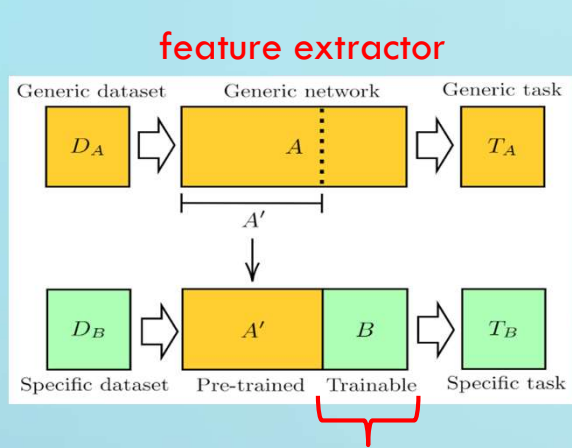 feature extractor
Generic dataset Generic network Generic task
D_A A T_A
A'
D_B A' B T_B
Specific dataset Pre-trained Trainable Specific task